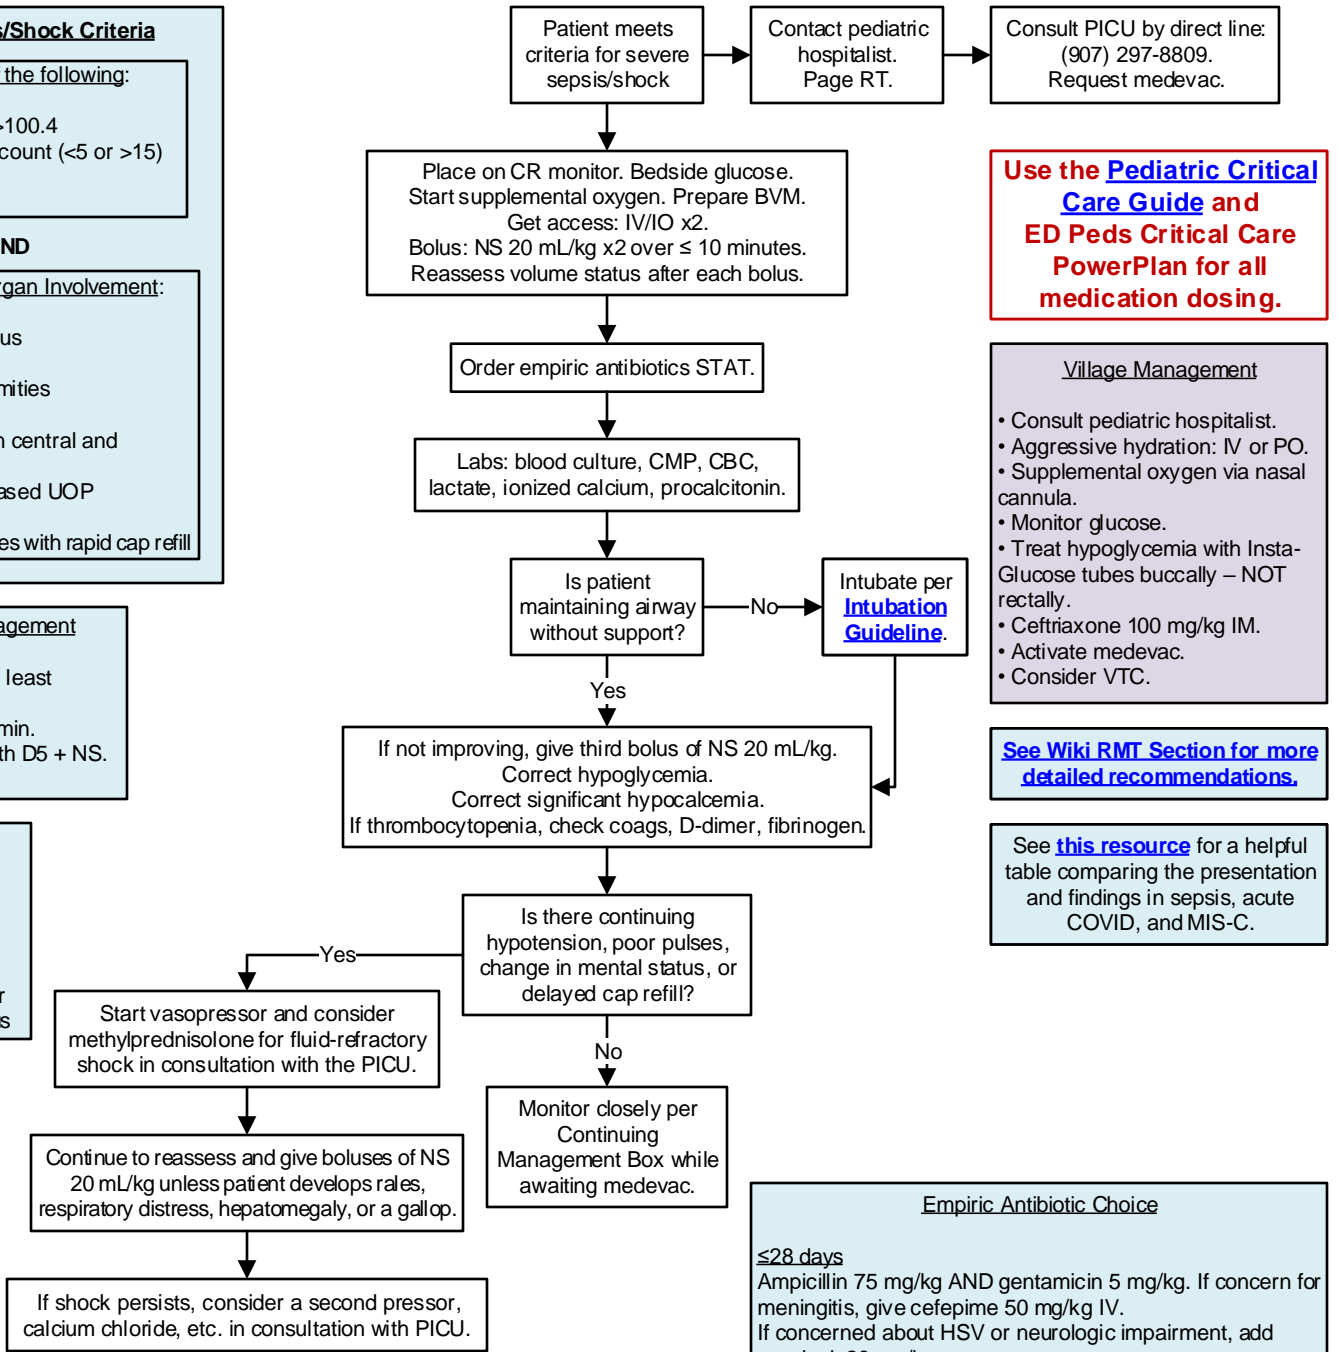 s/Shock Criteria
f the following:
>100.4
count (<5 or >15)
ND
rgan Involvement:
us
mities
n central and
ased UOP
es with rapid cap refill
agement
least
min.
th D5 + NS.
r
s
Patient meets
criteria for severe
sepsis/shock
Contact pediatric
hospitalist.
Page RT.
Consult PICU by direct line:
(907) 297-8809.
Request medevac.
Place on CR monitor. Bedside glucose.
Start supplemental oxygen. Prepare BVM.
Get access: IV/IO x2.
Bolus: NS 20 mL/kg x2 over ≤ 10 minutes.
Reassess volume status after each bolus.
Order empiric antibiotics STAT.
Labs: blood culture, CMP, CBC,
lactate, ionized calcium, procalcitonin.
Is patient
maintaining airway
without support?
No
Intubate per
Intubation
Guideline.
Yes
If not improving, give third bolus of NS 20 mL/kg.
Correct hypoglycemia.
Correct significant hypocalcemia.
If thrombocytopenia, check coags, D-dimer, fibrinogen.
Is there continuing
hypotension, poor pulses,
change in mental status, or
delayed cap refill?
Yes
Start vasopressor and consider
methylprednisolone for fluid-refractory
shock in consultation with the PICU.
No
Monitor closely per
Continuing
Management Box while
awaiting medevac.
Continue to reassess and give boluses of NS
20 mL/kg unless patient develops rales,
respiratory distress, hepatomegaly, or a gallop.
If shock persists, consider a second pressor,
calcium chloride, etc. in consultation with PICU.
Use the Pediatric Critical
Care Guide and
ED Peds Critical Care
PowerPlan for all
medication dosing.
Village Management
• Consult pediatric hospitalist.
• Aggressive hydration: IV or PO.
• Supplemental oxygen via nasal
cannula.
• Monitor glucose.
• Treat hypoglycemia with Insta-
Glucose tubes buccally – NOT
rectally.
• Ceftriaxone 100 mg/kg IM.
• Activate medevac.
• Consider VTC.
See Wiki RMT Section for more
detailed recommendations.
See this resource for a helpful
table comparing the presentation
and findings in sepsis, acute
COVID, and MIS-C.
Empiric Antibiotic Choice
≤28 days
Ampicillin 75 mg/kg AND gentamicin 5 mg/kg. If concern for
meningitis, give cefepime 50 mg/kg IV.
If concerned about HSV or neurologic impairment, add